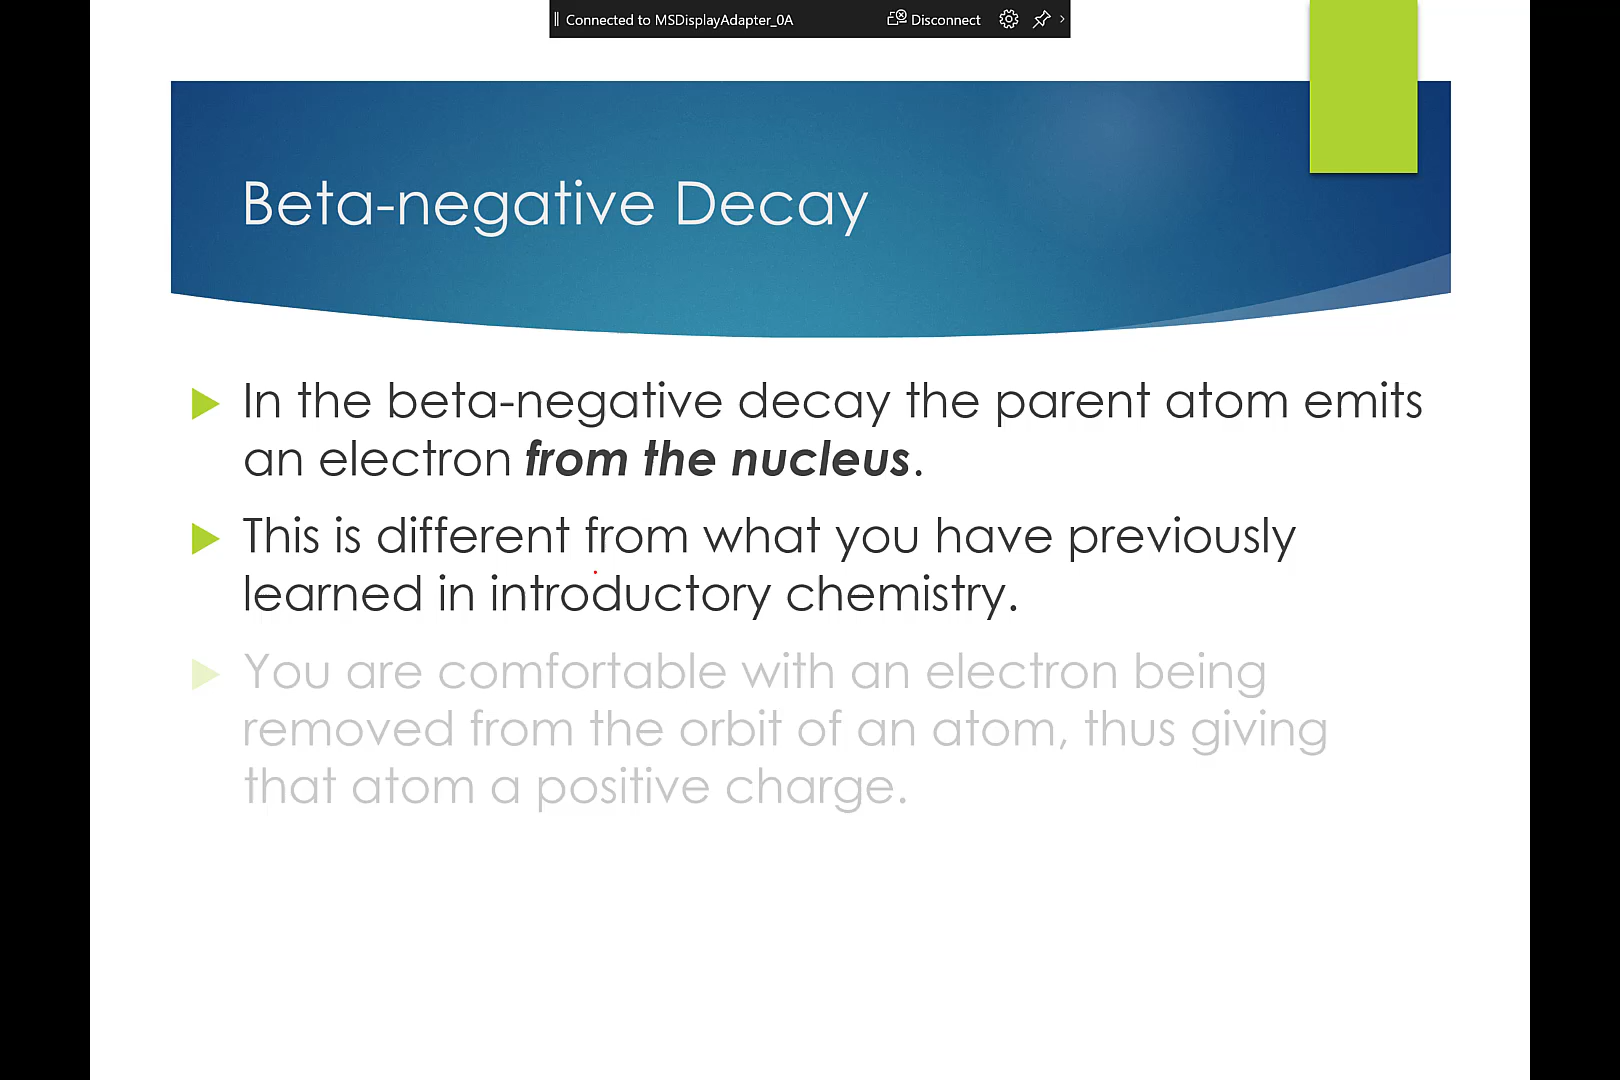 Connected to MSDisplayAdapter_0A Disconnect
Beta-negative Decay
In the beta-negative decay the parent atom emits
an electron from the nucleus.
This is different from what you have previously
learned in introductory chemistry.
You are comfortable with an electron being
removed from the orbit of an atom, thus giving
that atom a positive charge.